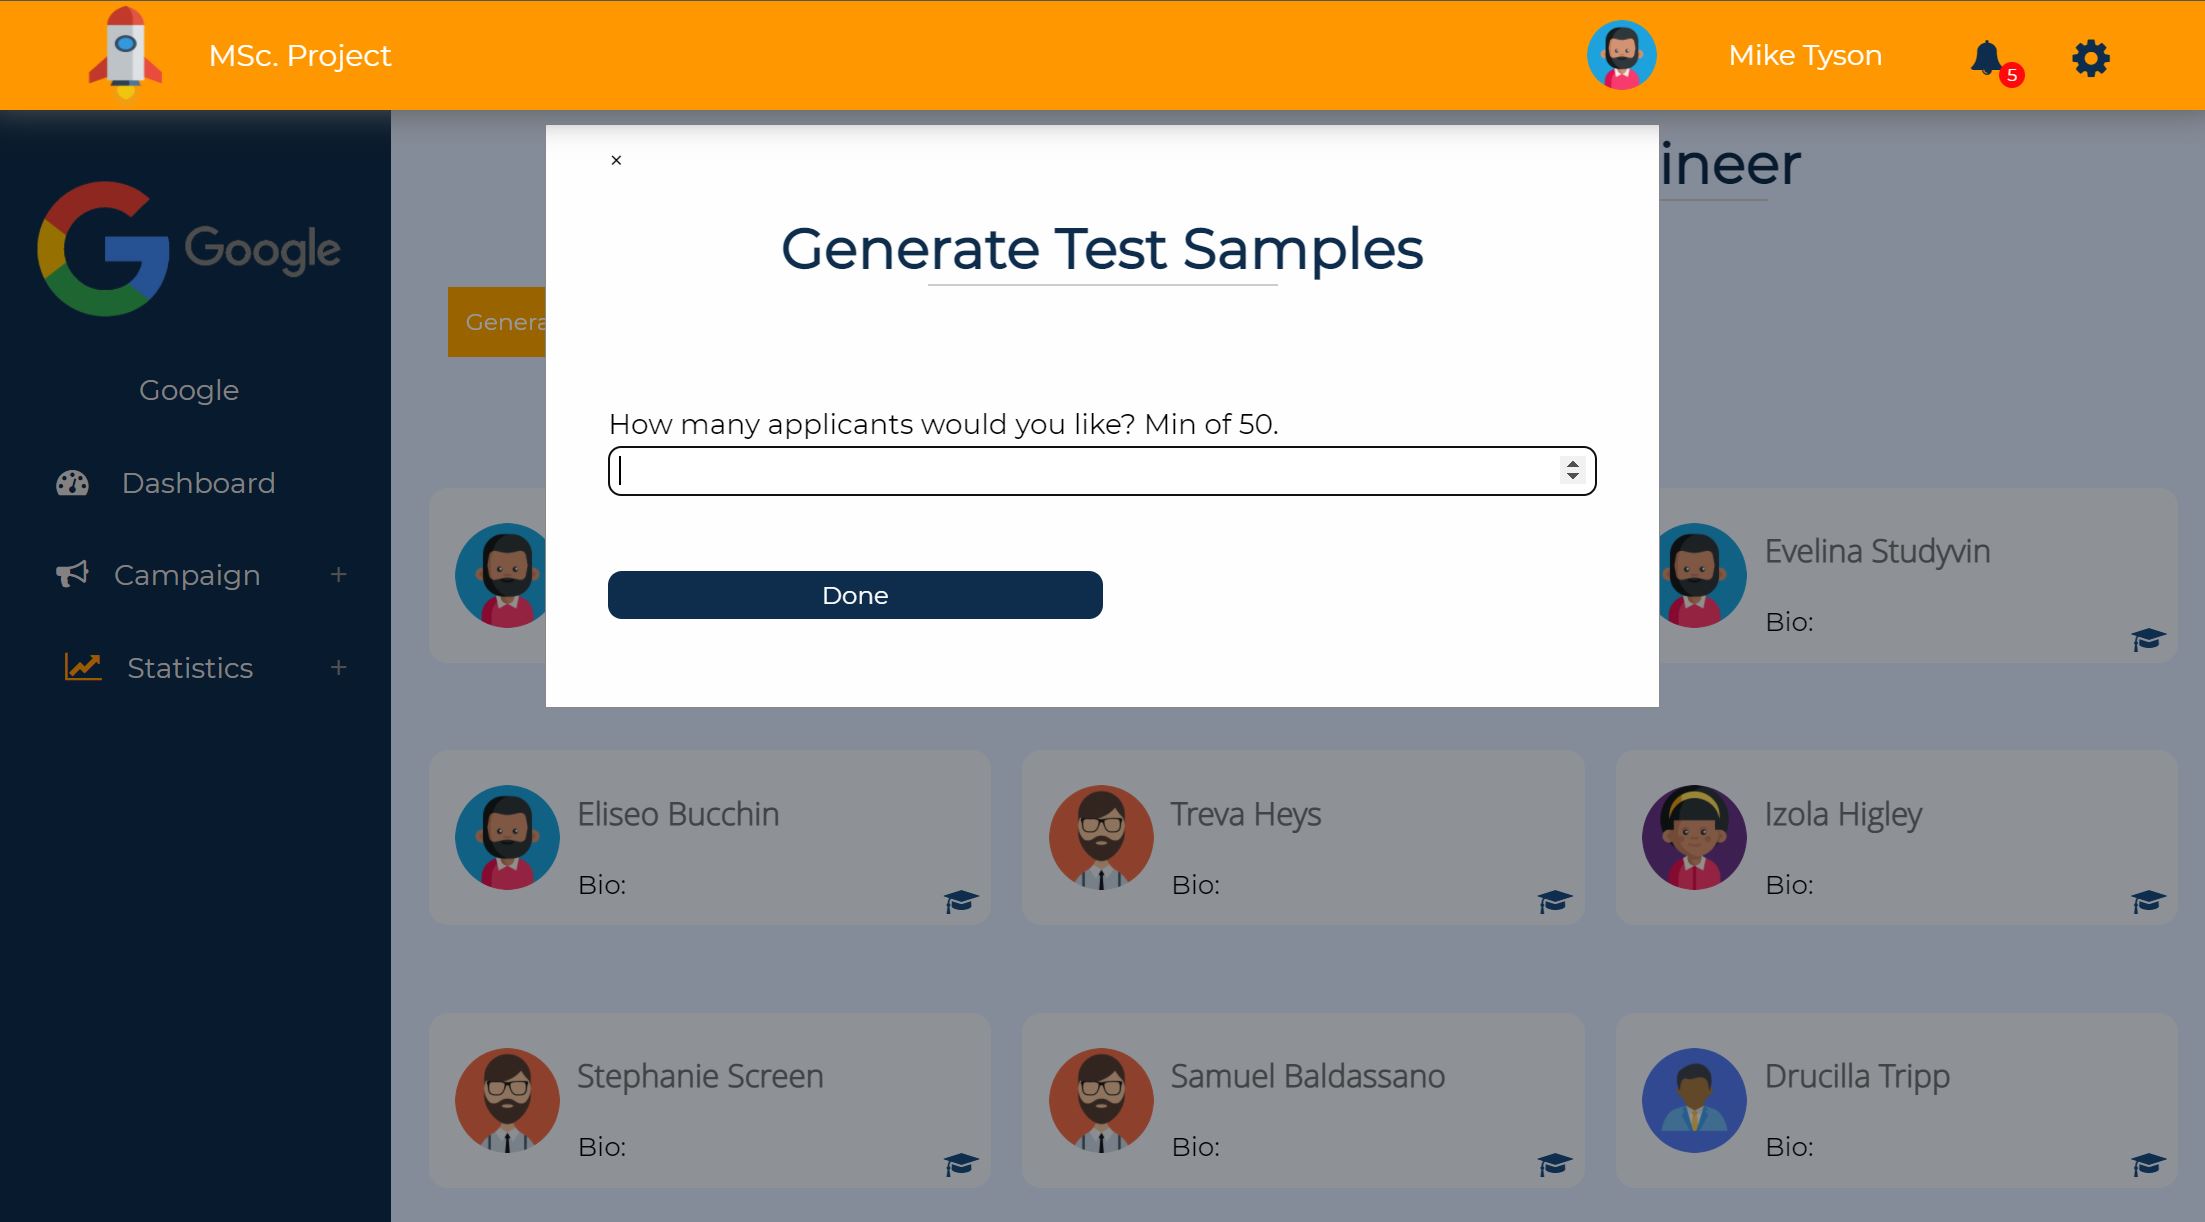 MSc. Project
Mike Tyson
5
Google
Google
Dashboard
Campaign +
Statistics +
ineer
Genera
×
Generate Test Samples
How many applicants would you like? Min of 50.
Done
Evelina Studyvin
Bio:
Eliseo Bucchin
Bio:
Treva Heys
Bio:
Izola Higley
Bio:
Stephanie Screen
Bio:
Samuel Baldassano
Bio:
Drucilla Tripp
Bio: